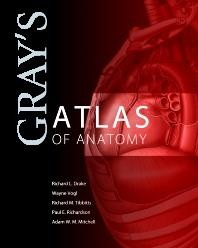 GRAY'S
ATLAS
OF ANATOMY
Richard L. Drake
Wayne Vogl
Richard M. Tibbitts
Paul E. Richardson
Adam W. M. Mitchell